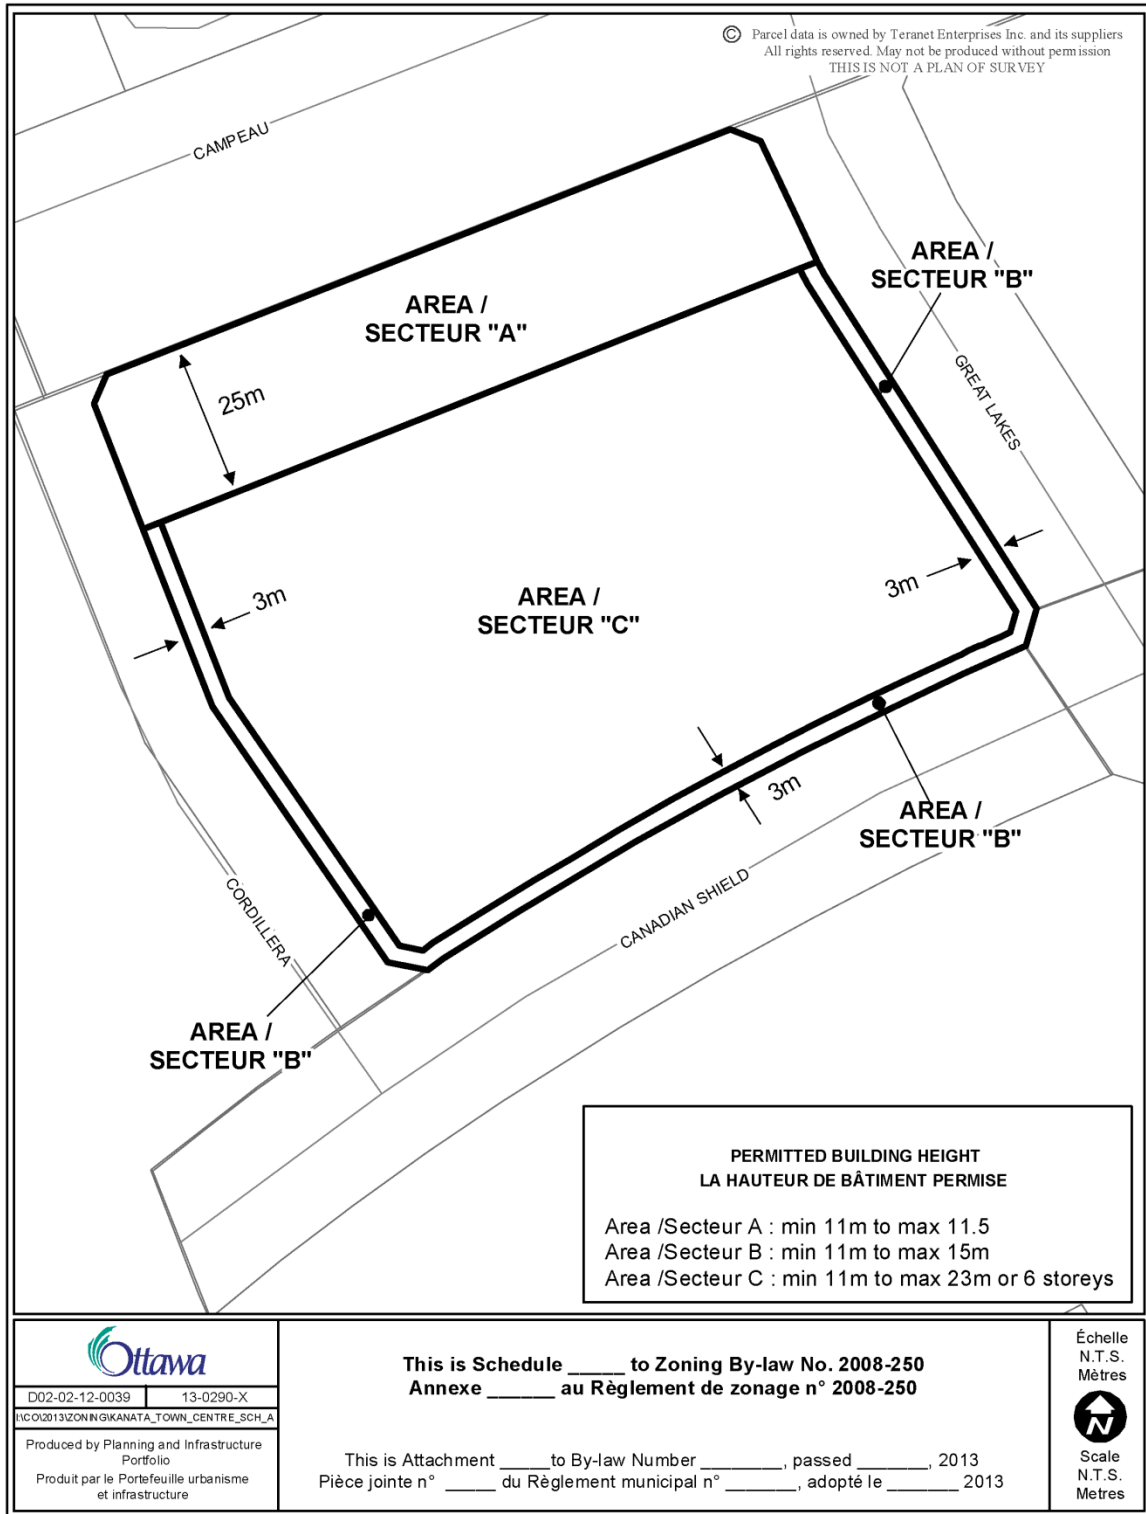 © Parcel data is owned by Teranet Enterprises Inc. and its suppliers
All rights reserved. May not be produced without permission
THIS IS NOT A PLAN OF SURVEY
CAMPEAU
AREA /
SECTEUR "B"
AREA /
SECTEUR "A"
25m
GREAT LAKES
3m
3m
AREA /
SECTEUR "C"
3m
AREA /
SECTEUR "B"
CANADIAN SHIELD
CORDILLERA
AREA /
SECTEUR "B"
PERMITTED BUILDING HEIGHT
LA HAUTEUR DE BÂTIMENT PERMISE
Area /Secteur A : min 11m to max 11.5
Area /Secteur B : min 11m to max 15m
Area /Secteur C : min 11m to max 23m or 6 storeys
Ottawa
D02-02-12-0039 13-0290-X
I:\CO\2013\ZONING\KANATA_TOWN_CENTRE_SCH_A
Produced by Planning and Infrastructure
Portfolio
Produit par le Portefeuille urbanisme
et infrastructure
This is Schedule _____ to Zoning By-law No. 2008-250
Annexe ______ au Règlement de zonage n° 2008-250
This is Attachment _____to By-law Number ________, passed _______, 2013
Pièce jointe n° _____ du Règlement municipal n° ________, adopté le _______ 2013
Échelle
N.T.S.
Mètres
N
Scale
N.T.S.
Metres